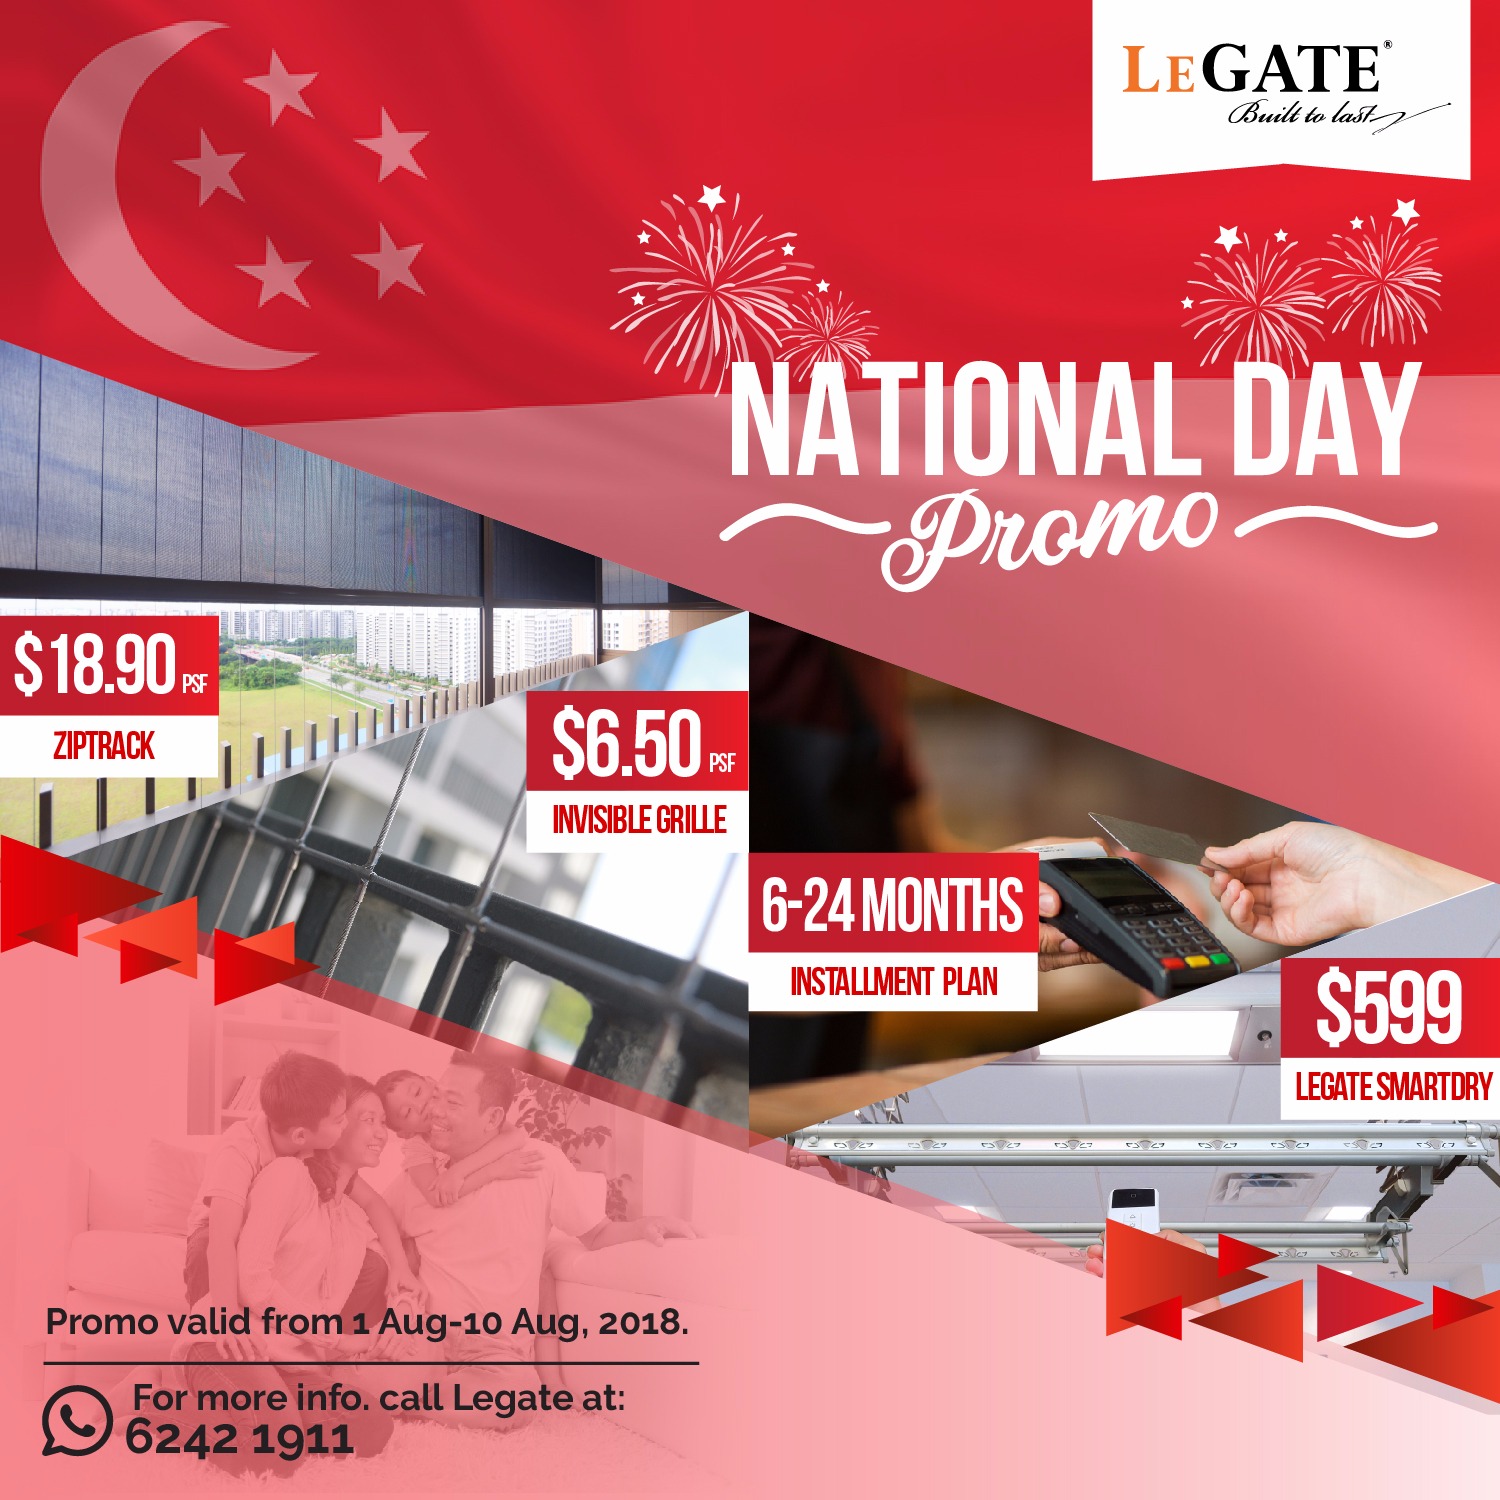 LEGATE®
Built to last
NATIONAL DAY
Promo
$18.90 PSF
ZIPTRACK
$6.50 PSF
INVISIBLE GRILLE
6-24 MONTHS
INSTALLMENT PLAN
$599
LEGATE SMARTDRY
Promo valid from 1 Aug-10 Aug, 2018.
For more info. call Legate at:
6242 1911